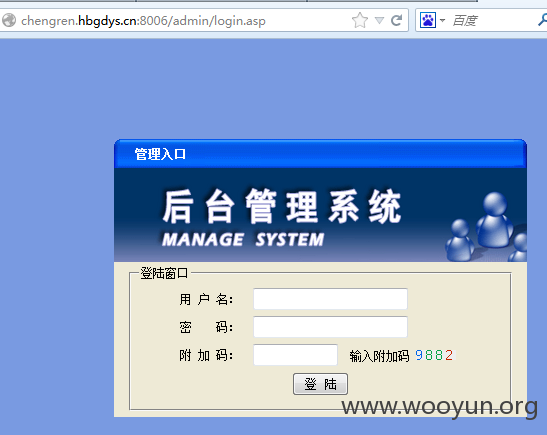 chengren.hbgdys.cn:8006/admin/login.asp
百度
管理入口
后台管理系统
MANAGE SYSTEM
登陆窗口
用 户 名：
密 码：
附 加 码： 输入附加码 9882
登 陆
www.wooyun.org